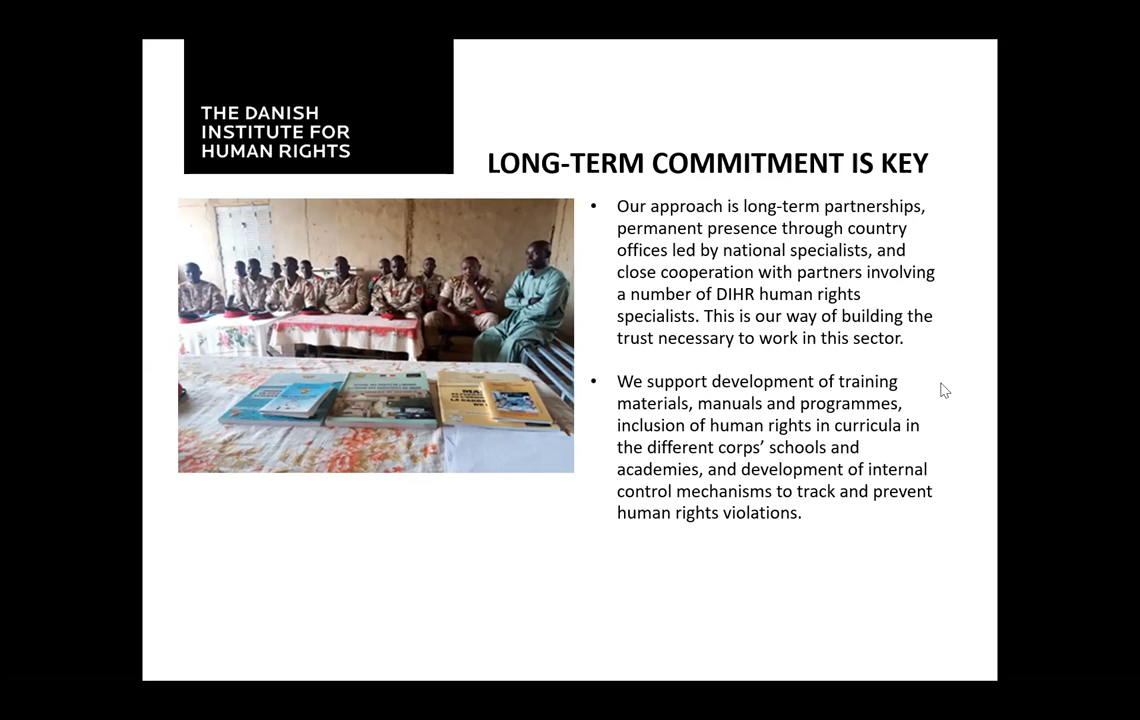 THE DANISH
INSTITUTE FOR
HUMAN RIGHTS
LONG-TERM COMMITMENT IS KEY
• Our approach is long-term partnerships,
permanent presence through country
offices led by national specialists, and
close cooperation with partners involving
a number of DIHR human rights
specialists. This is our way of building the
trust necessary to work in this sector.
• We support development of training
materials, manuals and programmes,
inclusion of human rights in curricula in
the different corps’ schools and
academies, and development of internal
control mechanisms to track and prevent
human rights violations.